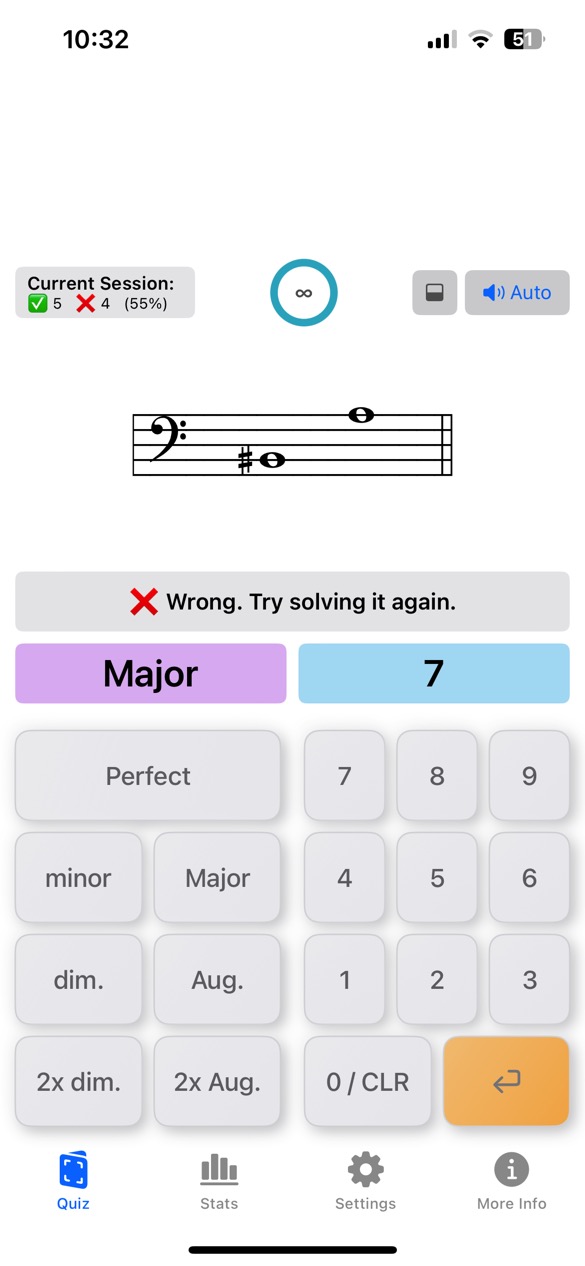 10:32
51
Current Session:
✅ 5 ❌ 4 (55%)
∞
Auto
❌ Wrong. Try solving it again.
Major
7
Perfect
7
8
9
minor
Major
4
5
6
dim.
Aug.
1
2
3
2x dim.
2x Aug.
0 / CLR
Quiz
Stats
Settings
More Info